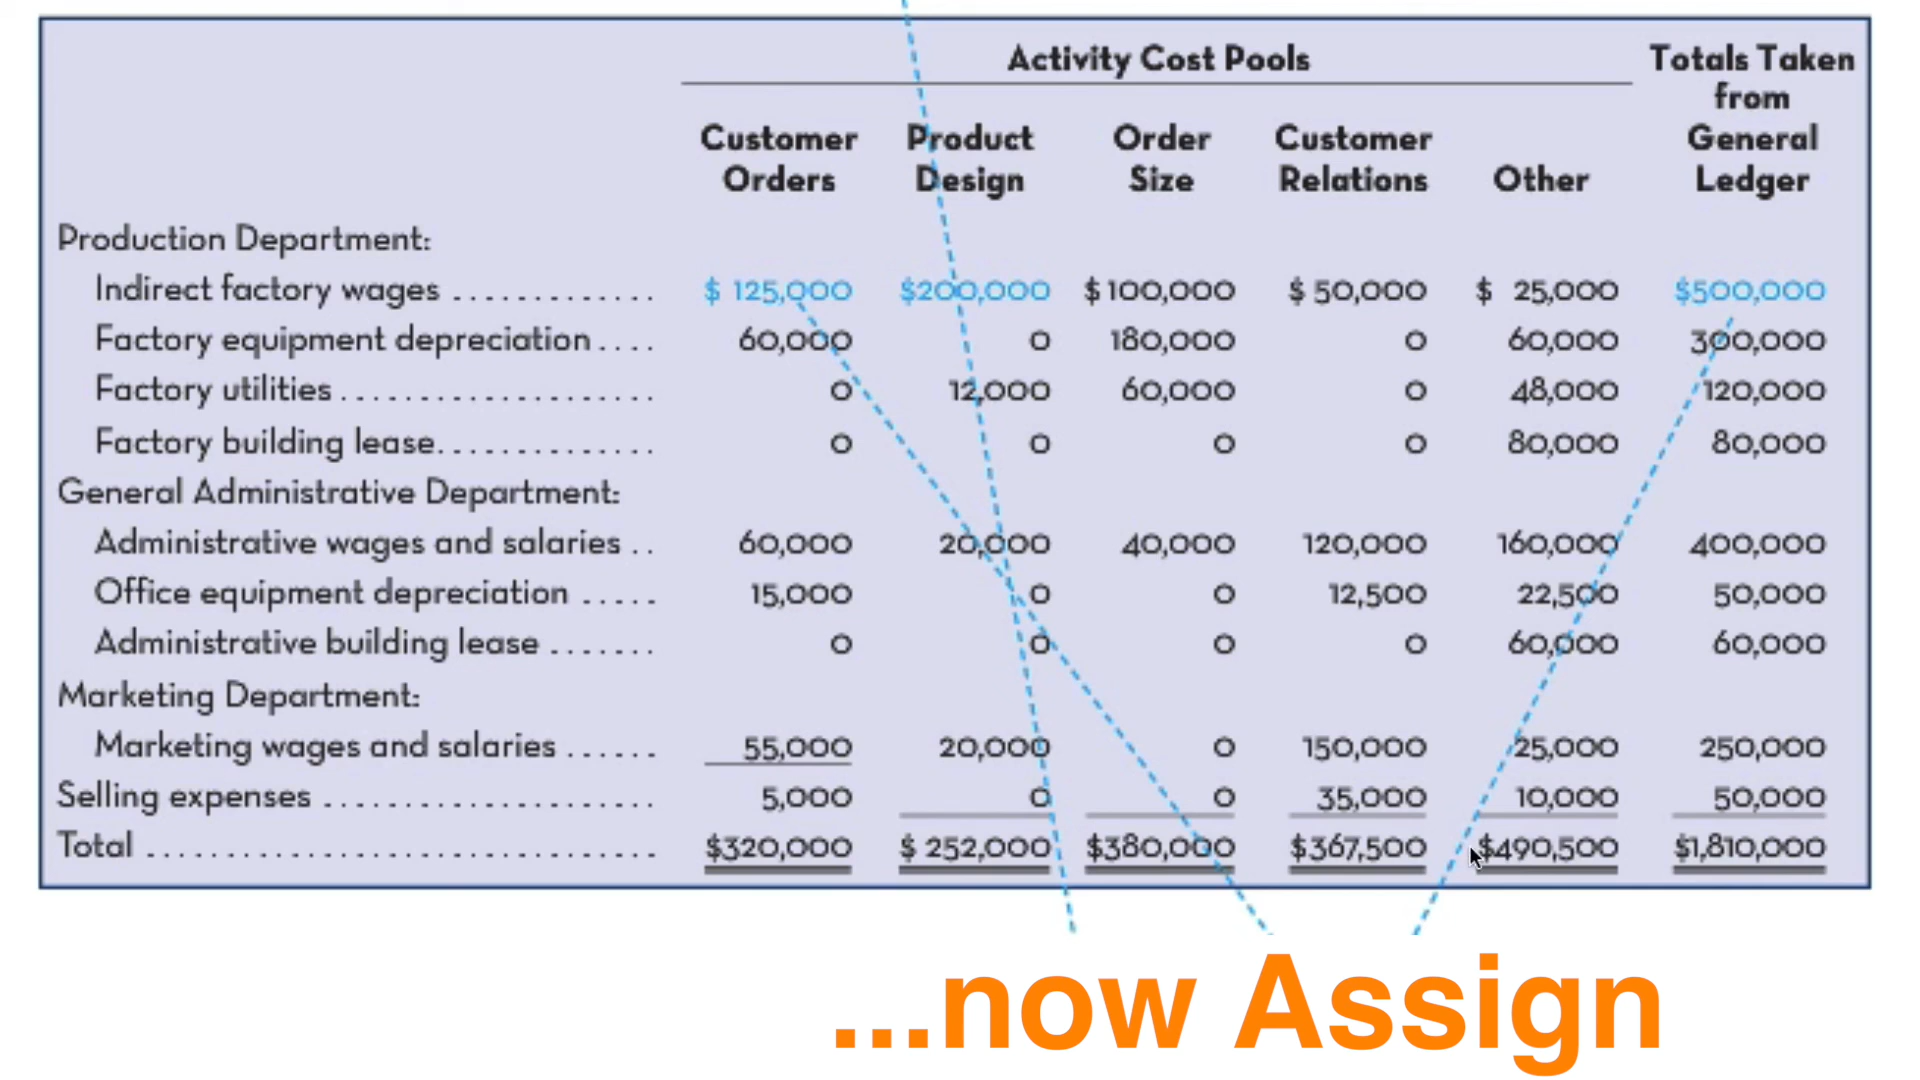 Activity Cost Pools Totals Taken
from
Customer Product Order Customer General
Orders Design Size Relations Other Ledger
Production Department:
Indirect factory wages .............. $ 125,000 $200,000 $100,000 $ 50,000 $ 25,000 $500,000
Factory equipment depreciation .... 60,000 0 180,000 0 60,000 300,000
Factory utilities ................... 0 12,000 60,000 0 48,000 120,000
Factory building lease.............. 0 0 0 0 80,000 80,000
General Administrative Department:
Administrative wages and salaries .. 60,000 20,000 40,000 120,000 160,000 400,000
Office equipment depreciation ..... 15,000 0 0 12,500 22,500 50,000
Administrative building lease ....... 0 0 0 0 60,000 60,000
Marketing Department:
Marketing wages and salaries ...... 55,000 20,000 0 150,000 25,000 250,000
Selling expenses ..................... 5,000 0 0 35,000 10,000 50,000
Total ................................ $320,000 $ 252,000 $380,000 $367,500 $490,500 $1,810,000
...now Assign